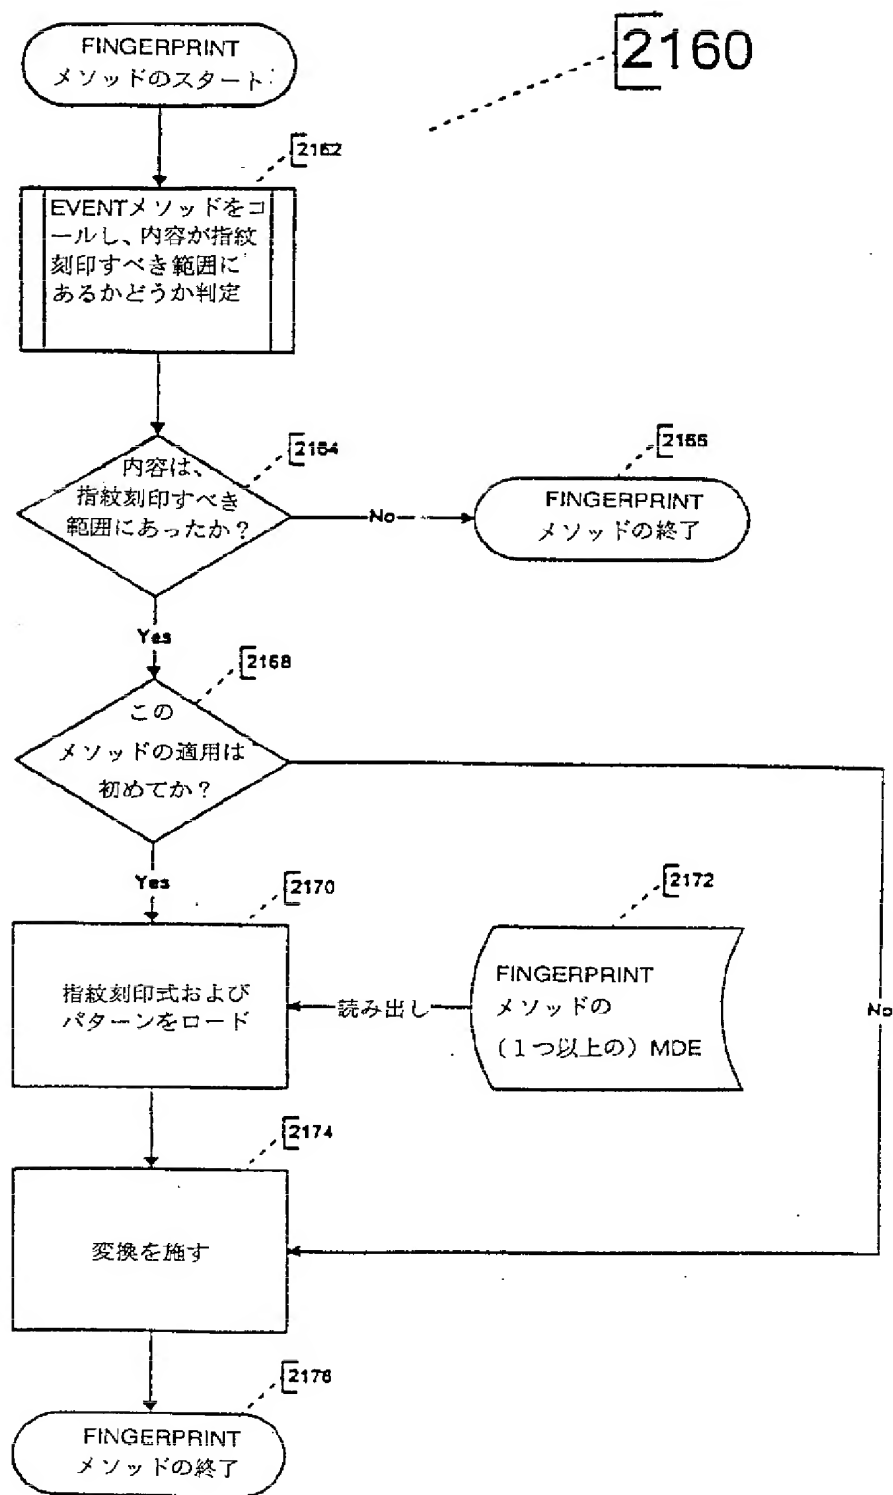 2160
FINGERPRINT
メソッドのスタート
2162
EVENTメソッドをコ
ールし、内容が指紋
刻印すべき範囲に
あるかどうか判定
2164
内容は、
指紋刻印すべき
範囲にあったか？
No
2166
FINGERPRINT
メソッドの終了
Yes
2168
この
メソッドの適用は
初めてか？
Yes
No
2170
指紋刻印式および
パターンをロード
読み出し
2172
FINGERPRINT
メソッドの
（１つ以上の）MDE
2174
変換を施す
2176
FINGERPRINT
メソッドの終了